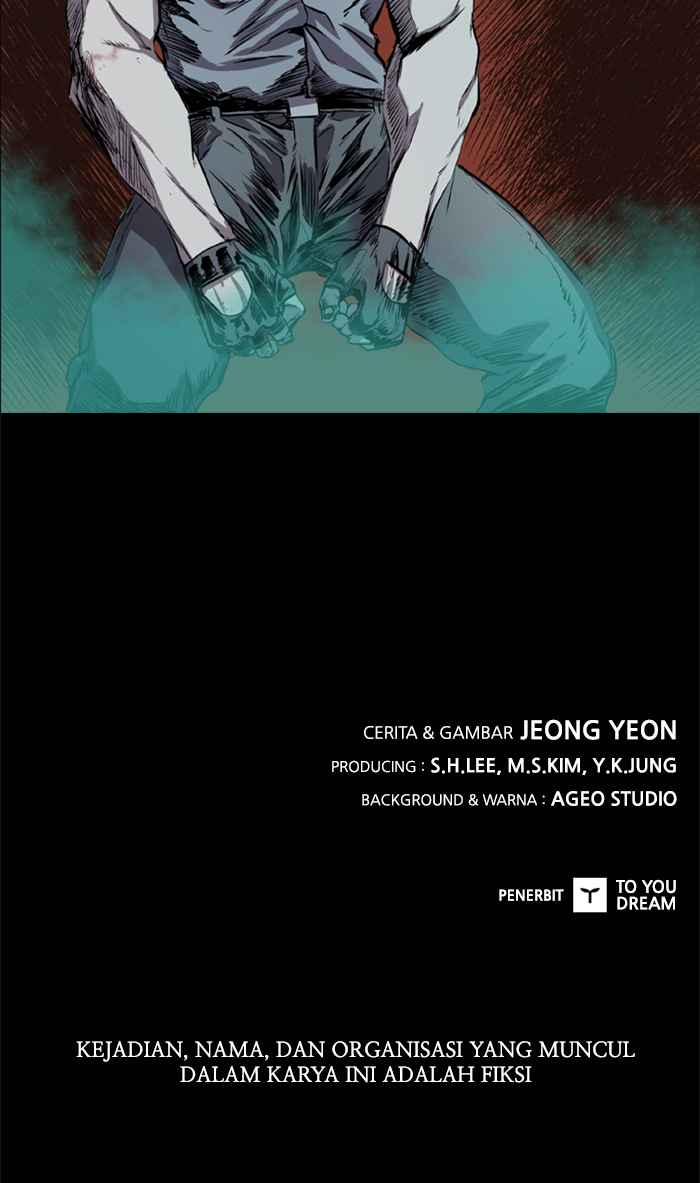 CERITA & GAMBAR JEONG YEON
PRODUCING : S.H.LEE, M.S.KIM, Y.K.JUNG
BACKGROUND & WARNA : AGEO STUDIO
PENERBIT TO YOU
DREAM
KEJADIAN, NAMA, DAN ORGANISASI YANG MUNCUL
DALAM KARYA INI ADALAH FIKSI